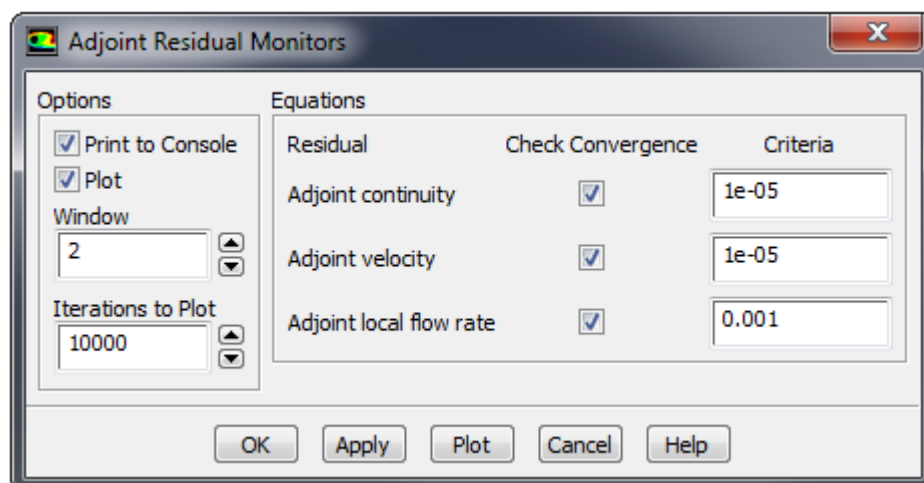 Adjoint Residual Monitors
Options
Print to Console
Plot
Window
2
Iterations to Plot
10000
Equations
Residual Check Convergence Criteria
Adjoint continuity 1e-05
Adjoint velocity 1e-05
Adjoint local flow rate 0.001
OK Apply Plot Cancel Help